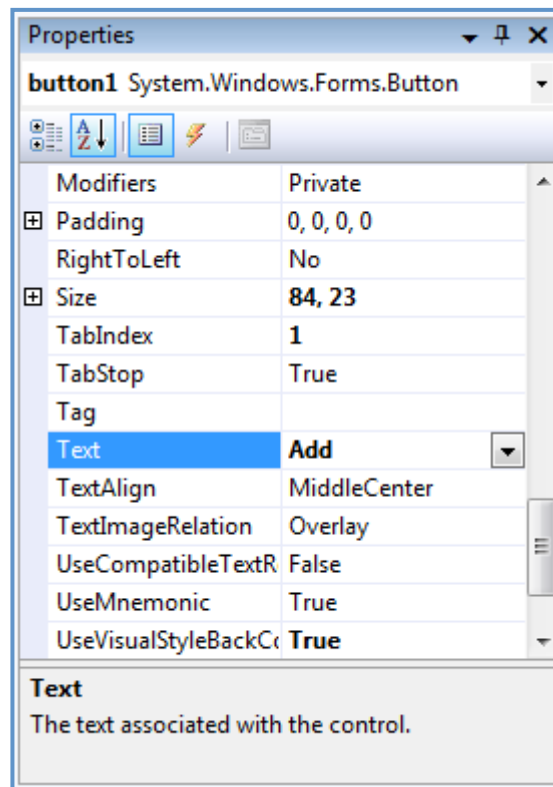 Properties
button1 System.Windows.Forms.Button
A
Z
Modifiers Private
Padding 0, 0, 0, 0
RightToLeft No
Size 84, 23
TabIndex 1
TabStop True
Tag
Text Add
TextAlign MiddleCenter
TextImageRelation Overlay
UseCompatibleTextR False
UseMnemonic True
UseVisualStyleBackCo True
Text
The text associated with the control.